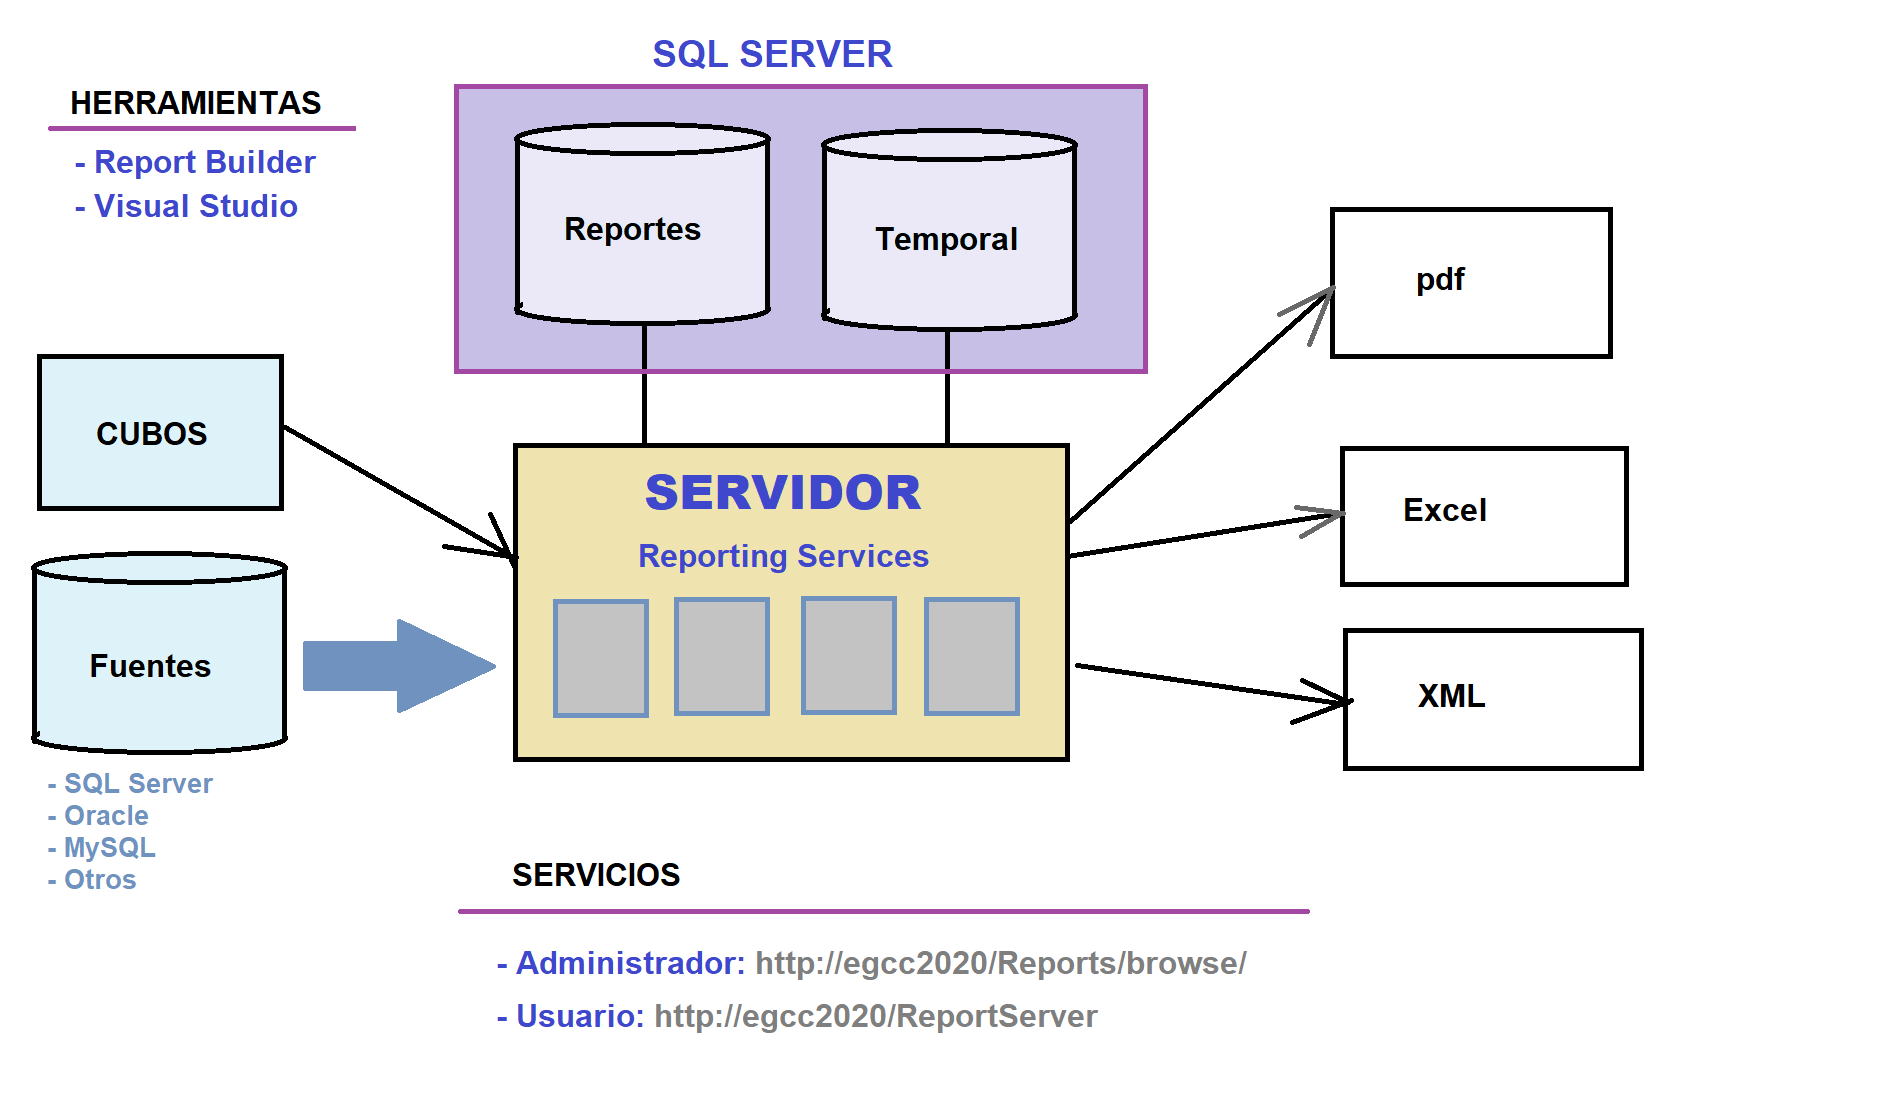 SQL SERVER
HERRAMIENTAS
- Report Builder
- Visual Studio
Reportes
Temporal
pdf
CUBOS
SERVIDOR
Reporting Services
Excel
Fuentes
XML
- SQL Server
- Oracle
- MySQL
- Otros
SERVICIOS
- Administrador: http://egcc2020/Reports/browse/
- Usuario: http://egcc2020/ReportServer